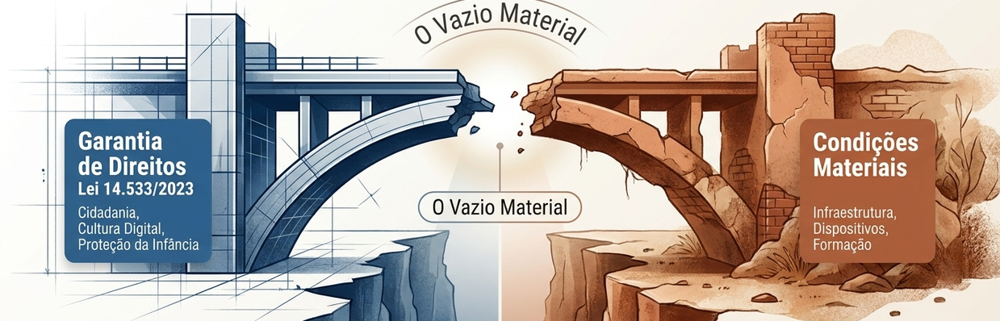 O Vazio Material
Garantia
de Direitos
Lei 14.533/2023
Cidadania,
Cultura Digital,
Proteção da Infância
O Vazio Material
Condições
Materiais
Infraestrutura,
Dispositivos,
Formação